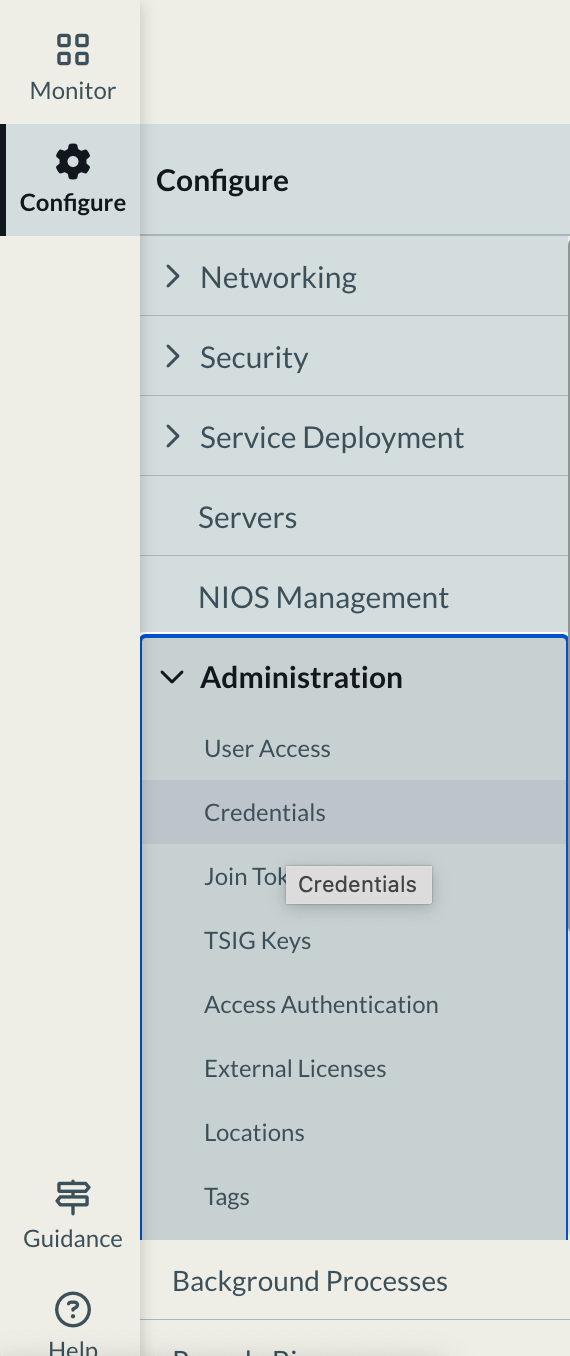 Monitor
Configure
Configure
Networking
Security
Service Deployment
Servers
NIOS Management
Administration
User Access
Credentials
Join Tok
Credentials
TSIG Keys
Access Authentication
External Licenses
Locations
Tags
Guidance
Background Processes
Help